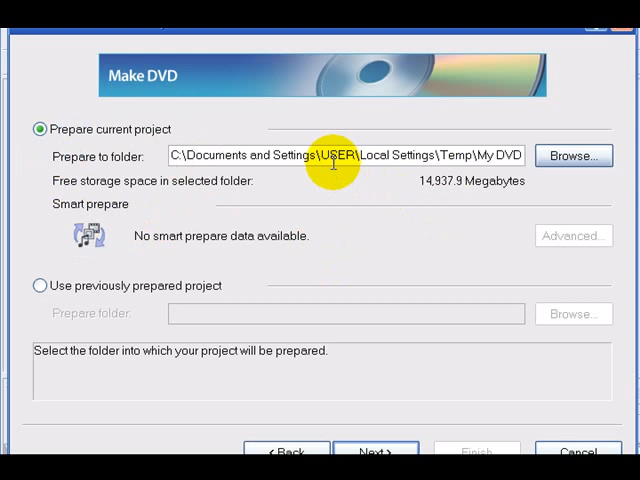 Make DVD
Prepare current project
Prepare to folder: C:\Documents and Settings\USER\Local Settings\Temp\My DVD Browse...
Free storage space in selected folder: 14,937.9 Megabytes
Smart prepare
No smart prepare data available. Advanced...
Use previously prepared project
Prepare folder: Browse...
Select the folder into which your project will be prepared.
< Back Next > Finish Cancel